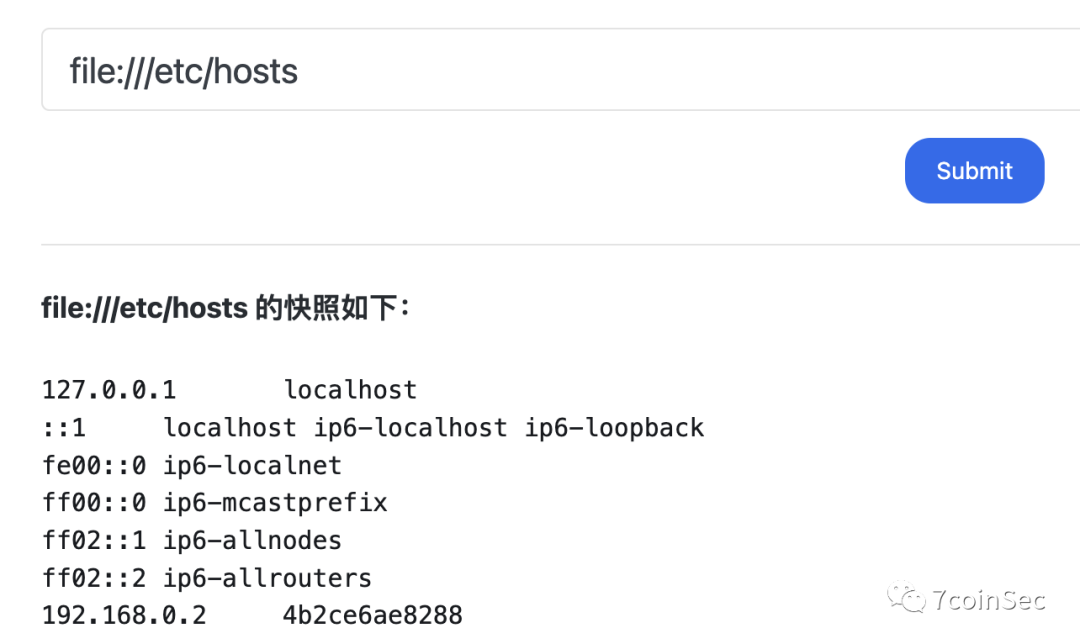 file:///etc/hosts
Submit
file:///etc/hosts 的快照如下：
127.0.0.1 localhost
::1 localhost ip6-localhost ip6-loopback
fe00::0 ip6-localnet
ff00::0 ip6-mcastprefix
ff02::1 ip6-allnodes
ff02::2 ip6-allrouters
192.168.0.2 4b2ce6ae8288
7coinSec